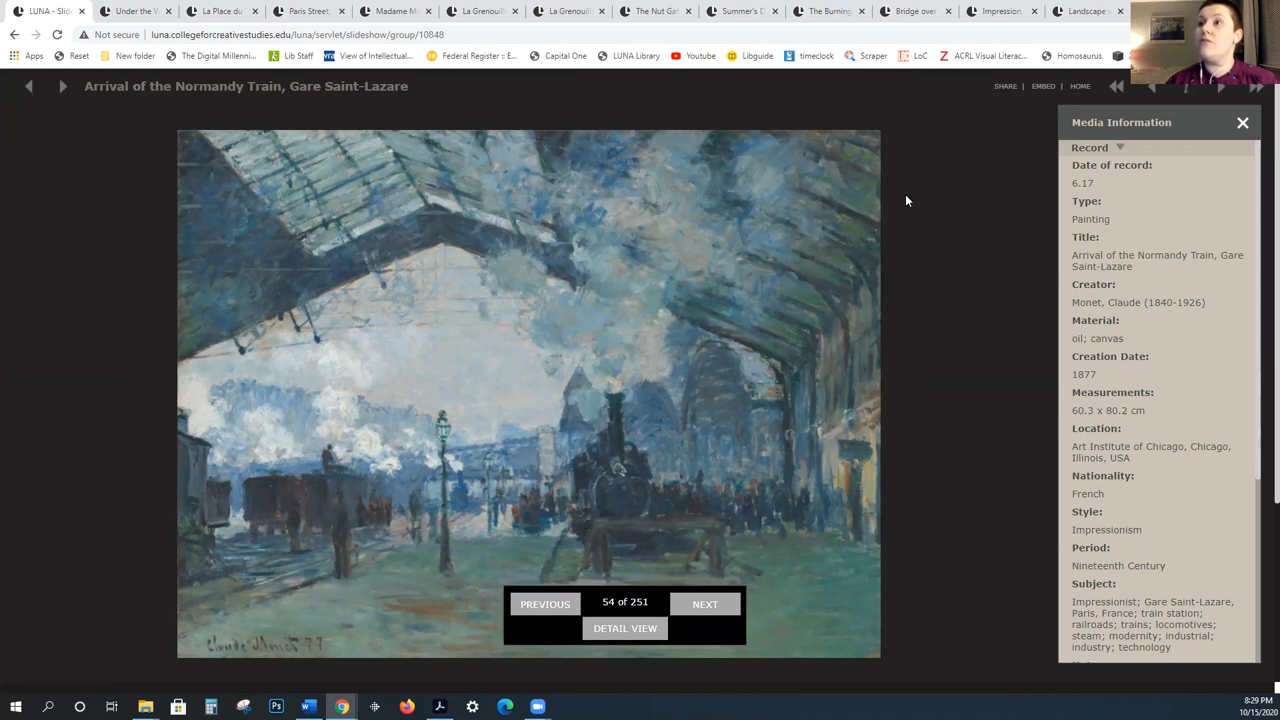 LUNA - Slid
Under the W
La Place du
Paris Street;
Madame M
La Grenouill
La Grenouill
The Nut Gat
Summer's D
The Burning
Bridge over
Impression,
Landscape -
Not secure | luna.collegeforcreativestudies.edu/luna/servlet/slideshow/group/10848
Apps
Reset
New folder
The Digital Millenni...
Lib Staff
View of Intellectual...
Federal Register :: E...
Capital One
LUNA Library
Youtube
Libguide
timeclock
Scraper
LoC
ACRL Visual Literac...
Homosaurus
Arrival of the Normandy Train, Gare Saint-Lazare
SHARE | EMBED | HOME
Media Information
Record
Date of record:
6.17
Type:
Painting
Title:
Arrival of the Normandy Train, Gare
Saint-Lazare
Creator:
Monet, Claude (1840-1926)
Material:
oil; canvas
Creation Date:
1877
Measurements:
60.3 x 80.2 cm
Location:
Art Institute of Chicago, Chicago,
Illinois, USA
Nationality:
French
Style:
Impressionism
Period:
Nineteenth Century
Subject:
Impressionist; Gare Saint-Lazare,
Paris, France; train station;
railroads; trains; locomotives;
steam; modernity; industrial;
industry; technology
PREVIOUS
54 of 251
NEXT
DETAIL VIEW
Claude Monet 77
8:29 PM
10/15/2020